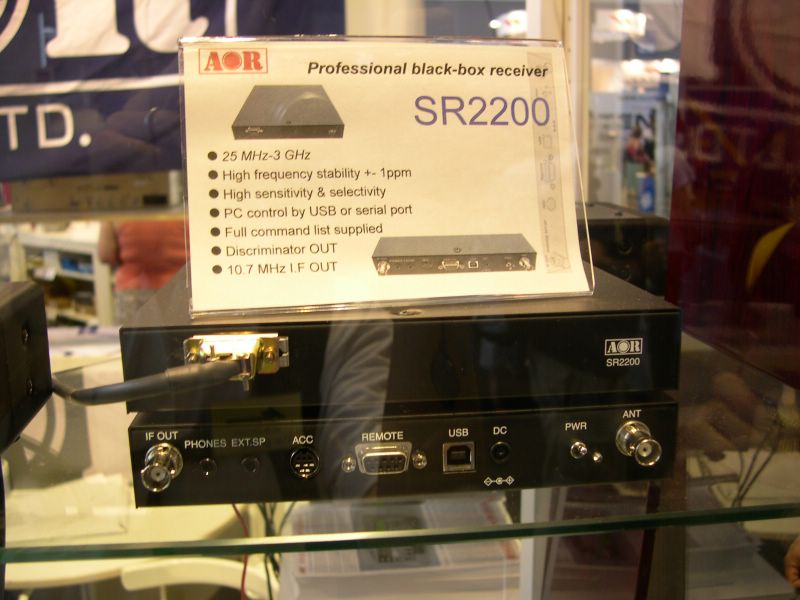 LTD.
AOR
Professional black-box receiver
SR2200
25 MHz-3 GHz
High frequency stability +- 1ppm
High sensitivity & selectivity
PC control by USB or serial port
Full command list supplied
Discriminator OUT
10.7 MHz I.F OUT
AOR
SR2200
IF OUT PHONES EXT.SP ACC REMOTE USB DC PWR ANT